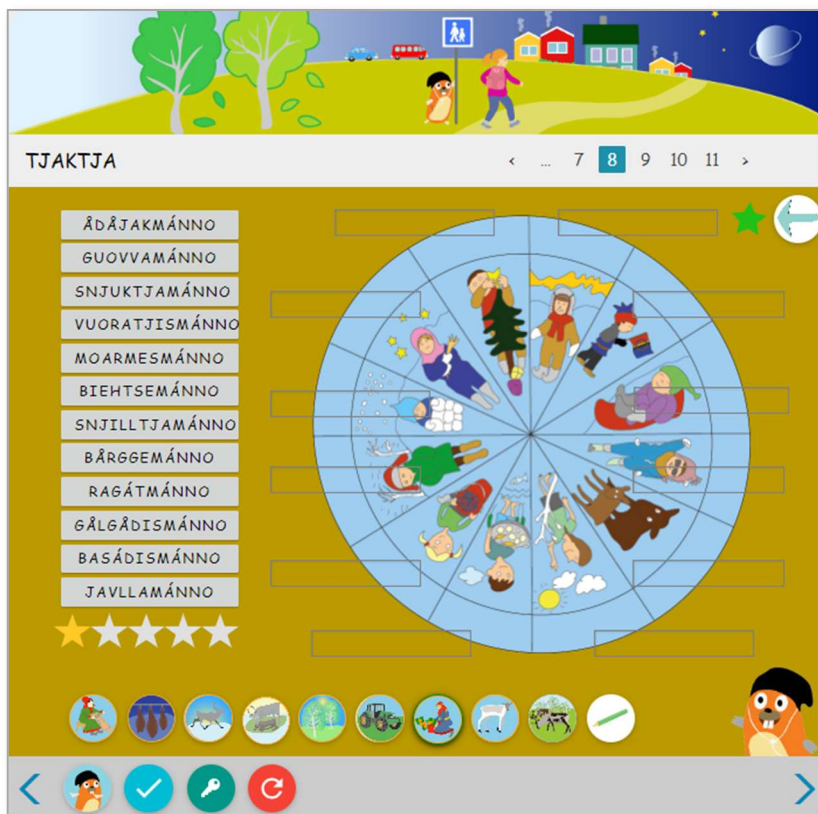 TJAKTJA
‹ ... 7 8 9 10 11 ›
ÅDÅJAKMÁNNO
GUOVVAMÁNNO
SNJUKTJAMÁNNO
VUORATJISMÁNNO
MOARMESMÁNNO
BIEHTSEMÁNNO
SNJILLTJAMÁNNO
BÅRGGEMÁNNO
RAGÁTMÁNNO
GÅLGÅDISMÁNNO
BASÁDISMÁNNO
JAVLLAMÁNNO